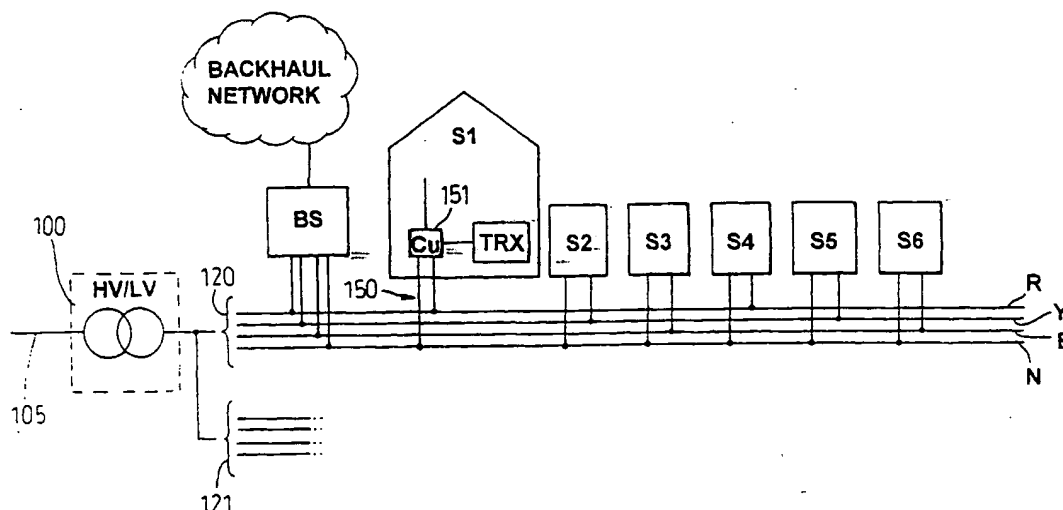 BACKHAUL
NETWORK
S1
151
BS
Cu
TRX
S2
S3
S4
S5
S6
100
HV/LV
120
150
R
Y
N
105
121